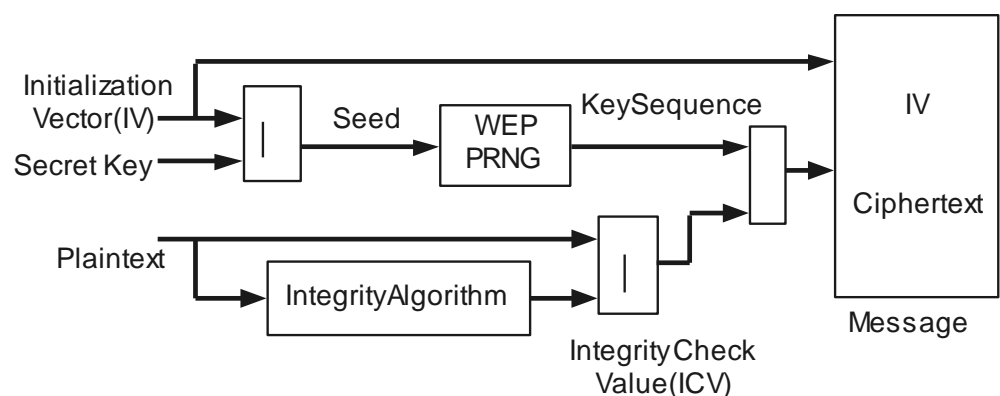 Initialization
Vector(IV)
Secret Key
|
Seed
WEP
PRNG
KeySequence
IV
Ciphertext
Message
Plaintext
IntegrityAlgorithm
|
IntegrityCheck
Value(ICV)